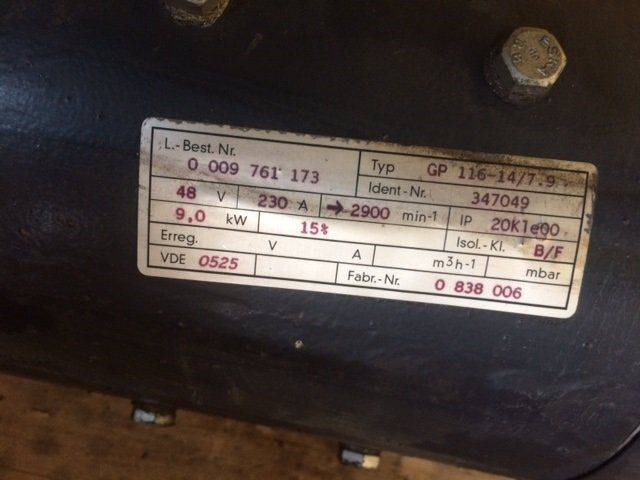 L.-Best. Nr.
0 009 761 173
Typ GP 116-14/7.9
Ident-Nr. 347049
48 V 230 A → 2900 min-1 IP 20K1e00
9,0 kW 15% Isol.-Kl. B/F
Erreg. V A m3h-1 mbar
VDE 0525 Fabr.-Nr. 0 838 006